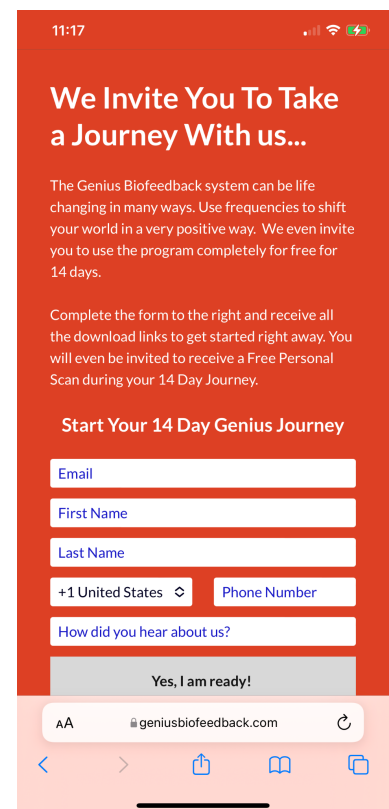 11:17
We Invite You To Take
a Journey With us...
The Genius Biofeedback system can be life
changing in many ways. Use frequencies to shift
your world in a very positive way.  We even invite
you to use the program completely for free for
14 days.
Complete the form to the right and receive all
the download links to get started right away. You
will even be invited to receive a Free Personal
Scan during your 14 Day Journey.
Start Your 14 Day Genius Journey
Email
First Name
Last Name
+1 United States
Phone Number
How did you hear about us?
Yes, I am ready!
AA
geniusbiofeedback.com